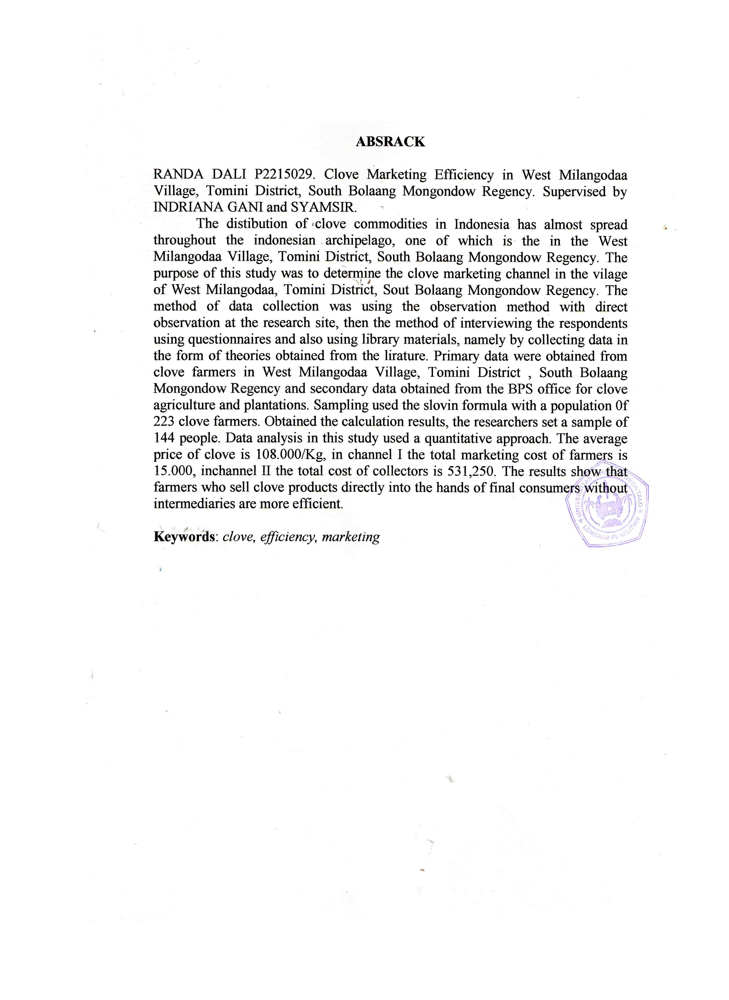 ABSRACK
RANDA DALI P2215029. Clove Marketing Efficiency in West Milangodaa
Village, Tomini District, South Bolaang Mongondow Regency. Supervised by
INDRIANA GANI and SYAMSIR.
The distibution of clove commodities in Indonesia has almost spread
throughout the indonesian archipelago, one of which is the in the West
Milangodaa Village, Tomini District, South Bolaang Mongondow Regency. The
purpose of this study was to determine the clove marketing channel in the vilage
of West Milangodaa, Tomini District, Sout Bolaang Mongondow Regency. The
method of data collection was using the observation method with direct
observation at the research site, then the method of interviewing the respondents
using questionnaires and also using library materials, namely by collecting data in
the form of theories obtained from the lirature. Primary data were obtained from
clove farmers in West Milangodaa Village, Tomini District , South Bolaang
Mongondow Regency and secondary data obtained from the BPS office for clove
agriculture and plantations. Sampling used the slovin formula with a population 0f
223 clove farmers. Obtained the calculation results, the researchers set a sample of
144 people. Data analysis in this study used a quantitative approach. The average
price of clove is 108.000/Kg, in channel I the total marketing cost of farmers is
15.000, inchannel II the total cost of collectors is 531,250. The results show that
farmers who sell clove products directly into the hands of final consumers without
intermediaries are more efficient.
Keywords: clove, efficiency, marketing
UNIVERSITAS GORONTALO
LEMBAGA PENELITIAN